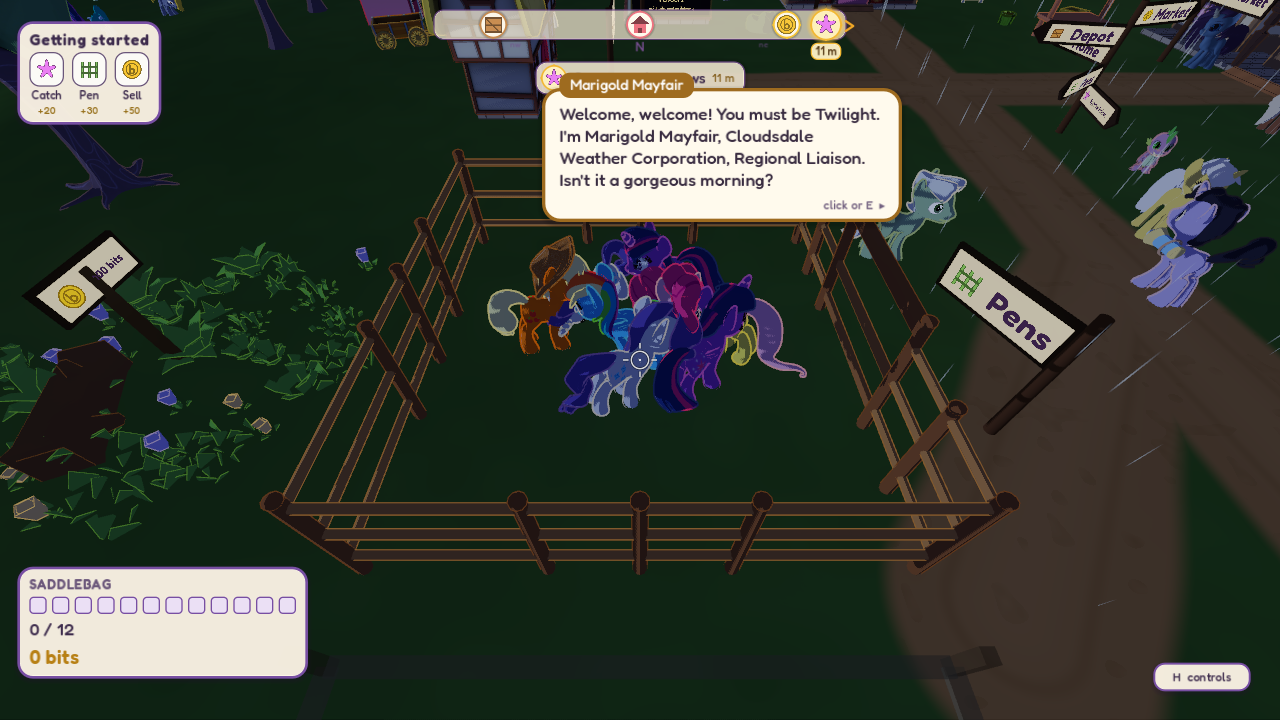 Getting started
Catch
Pen
Sell
+20
+30
+50
N
ne
11 m
11 m
Marigold Mayfair
Welcome, welcome! You must be Twilight.
I'm Marigold Mayfair, Cloudsdale
Weather Corporation, Regional Liaison.
Isn't it a gorgeous morning?
click or E ▸
Market
Depot
Home
00 bits
Pens
SADDLEBAG
0 / 12
0 bits
H controls